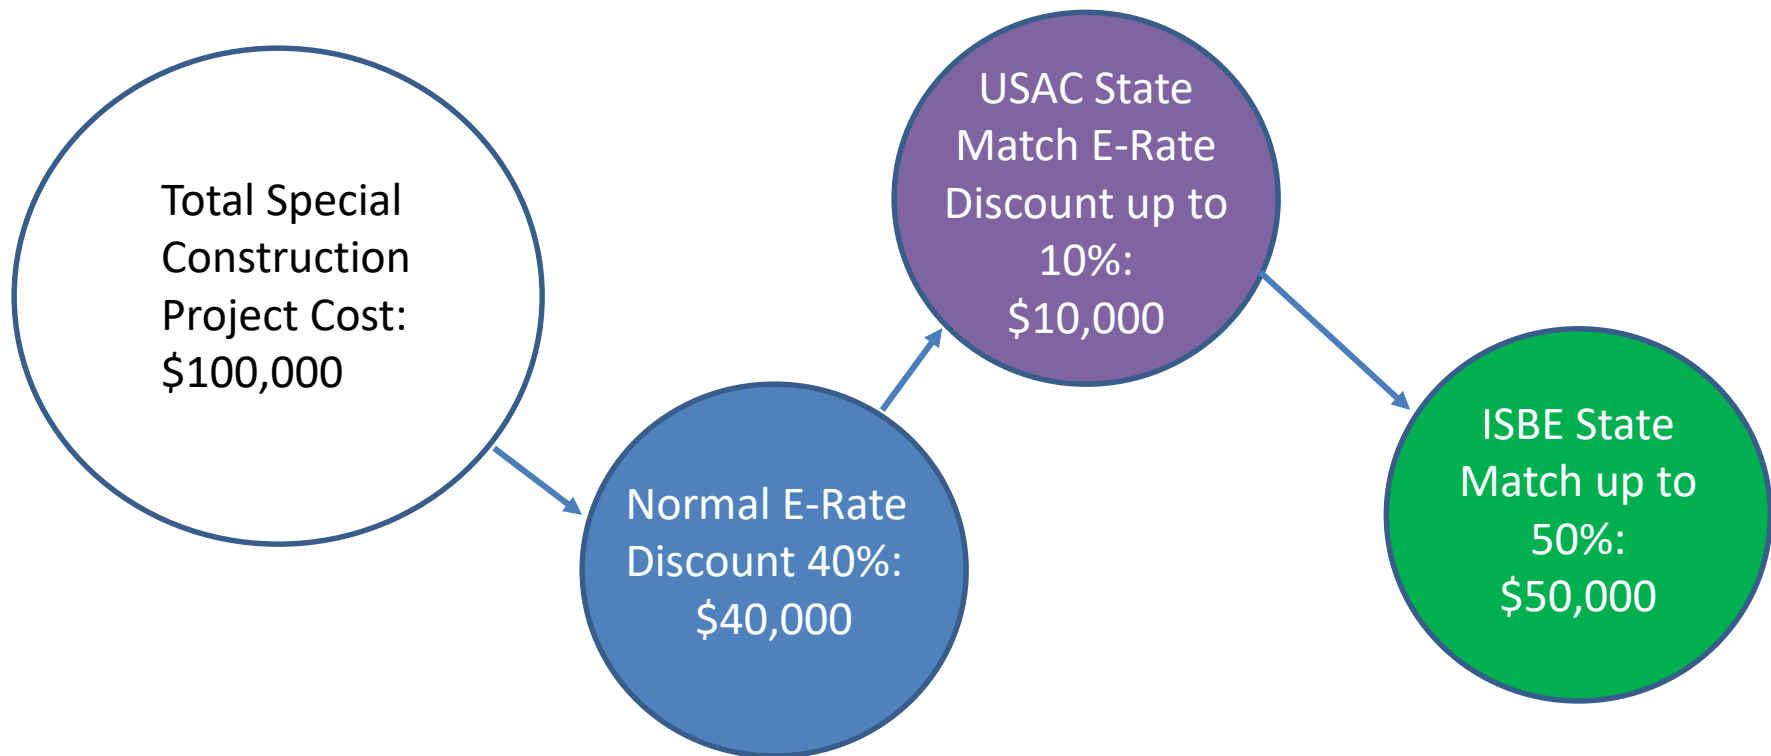 Total Special
Construction
Project Cost:
$100,000
Normal E-Rate
Discount 40%:
$40,000
USAC State
Match E-Rate
Discount up to
10%:
$10,000
ISBE State
Match up to
50%:
$50,000